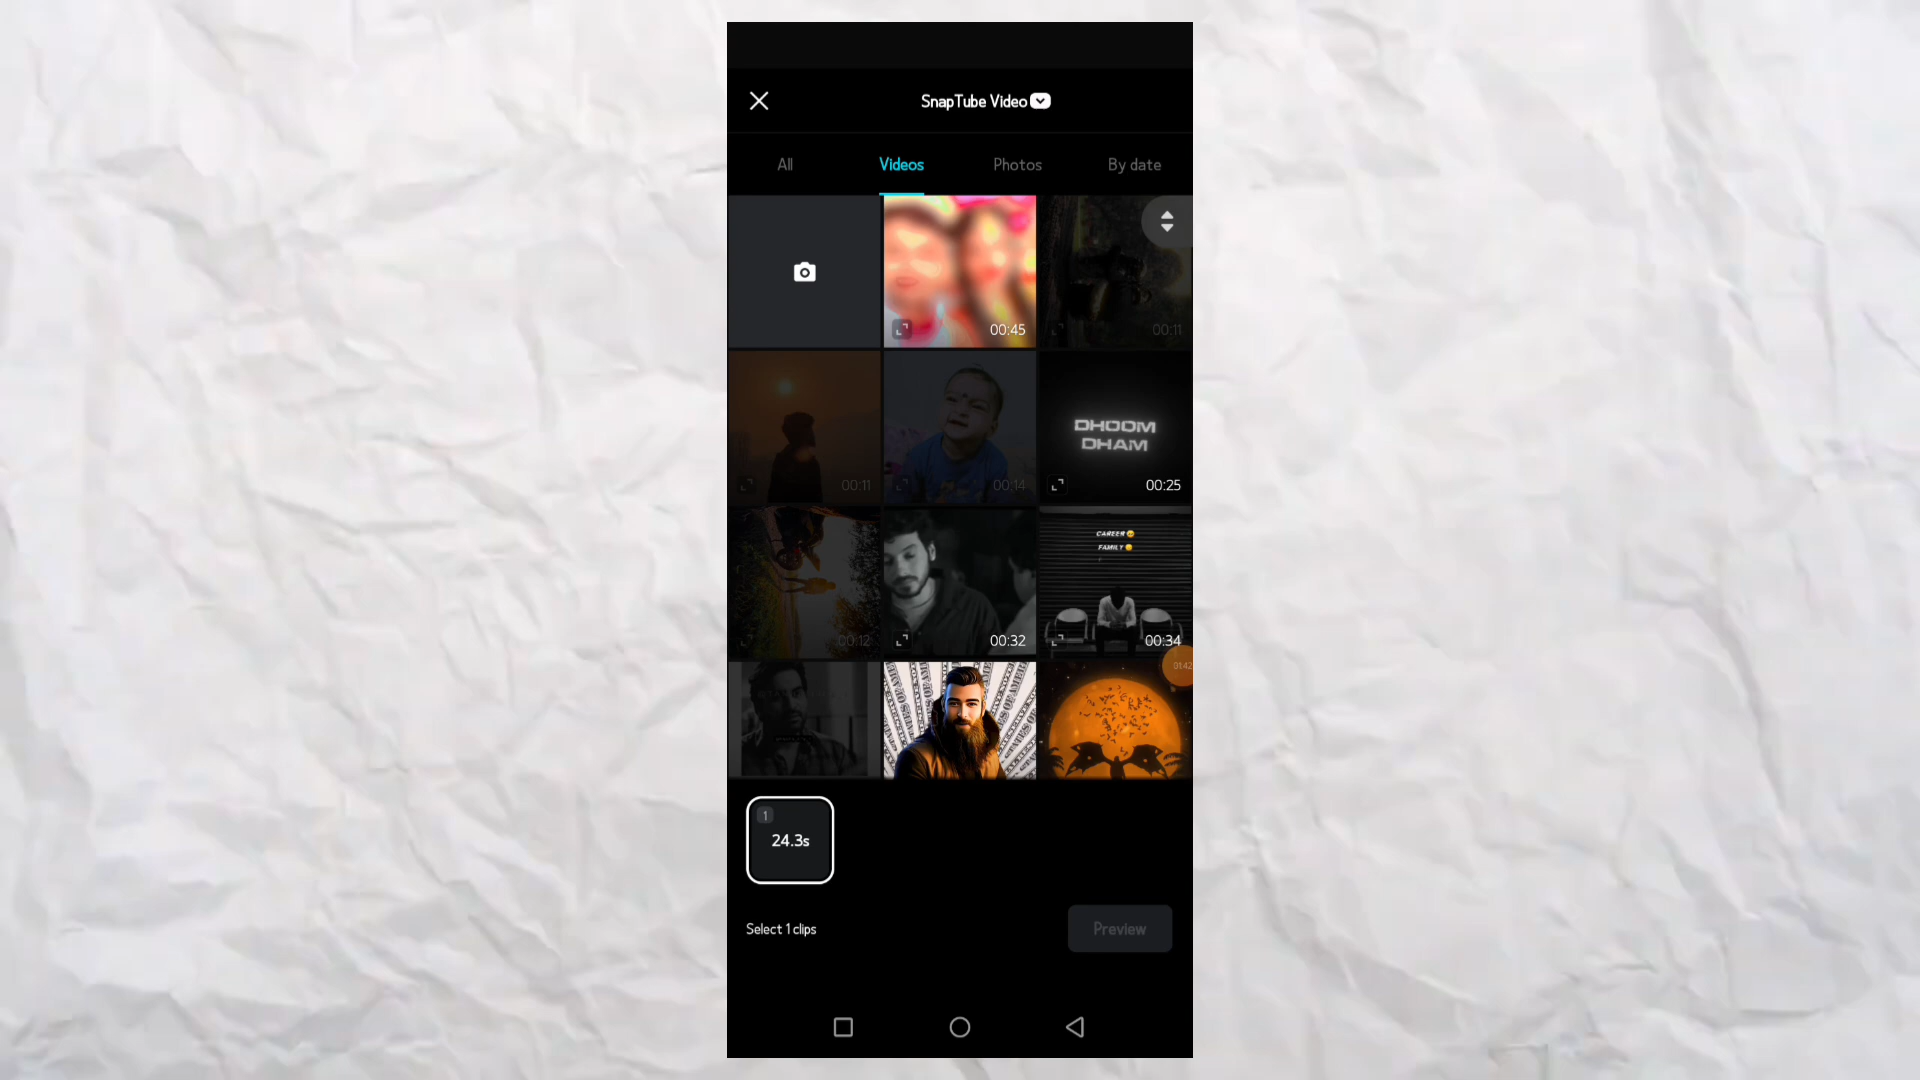 SnapTube Video
All Videos Photos By date
00:45 00:11
DHOOM
DHAM
00:11 00:14 00:25
CAREER 🥺
FAMILY 🥺
00:12 00:32 00:34
01:42
1
24.3s
Select 1 clips Preview